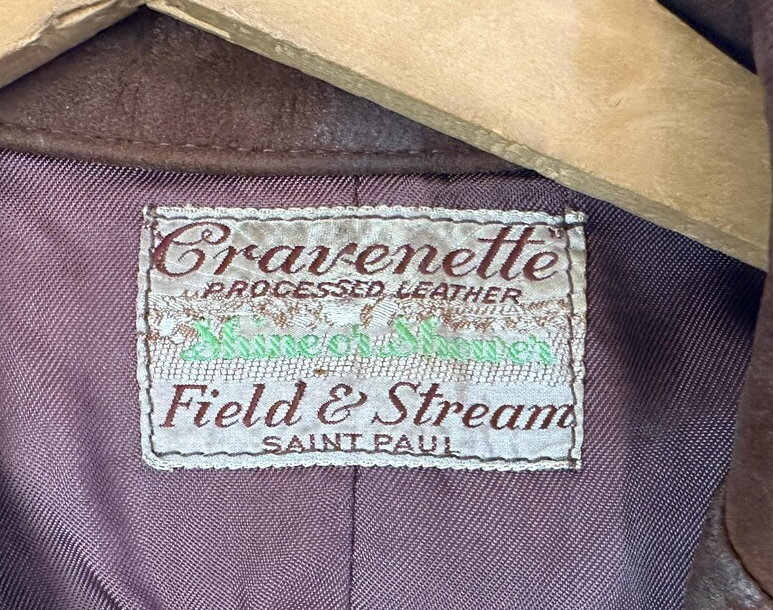 "Cravenette"
PROCESSED LEATHER
Shine or Shower
Field & Stream
SAINT PAUL